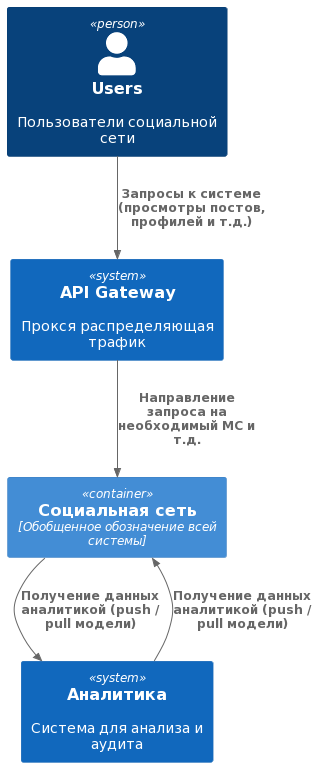 «person»
Users
Пользователи социальной
сети
Запросы к системе
(просмотры постов,
профилей и т.д.)
«system»
API Gateway
Прокся распределяющая
трафик
Направление
запроса на
необходимый МС и
т.д.
«container»
Социальная сеть
[Обобщенное обозначение всей
системы]
Получение данных
аналитикой (push /
pull модели)
Получение данных
аналитикой (push /
pull модели)
«system»
Аналитика
Система для анализа и
аудита